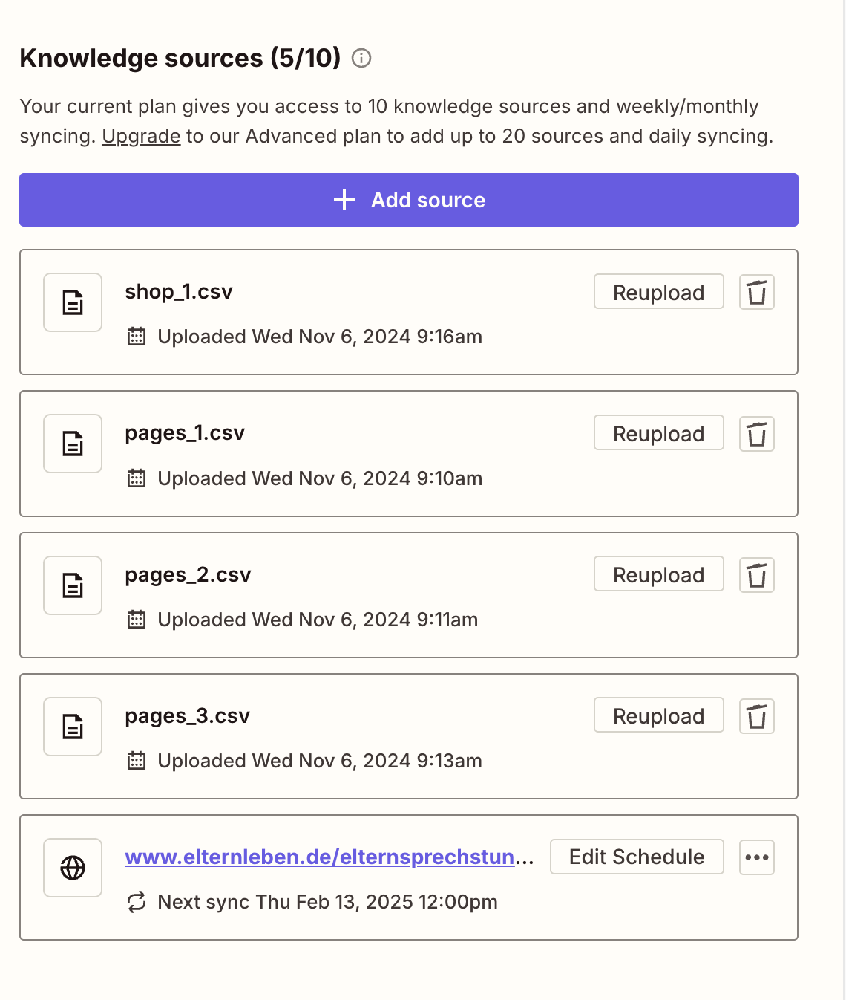 Knowledge sources (5/10)
Your current plan gives you access to 10 knowledge sources and weekly/monthly
syncing. Upgrade to our Advanced plan to add up to 20 sources and daily syncing.
Add source
shop_1.csv
Reupload
Uploaded Wed Nov 6, 2024 9:16am
pages_1.csv
Reupload
Uploaded Wed Nov 6, 2024 9:10am
pages_2.csv
Reupload
Uploaded Wed Nov 6, 2024 9:11am
pages_3.csv
Reupload
Uploaded Wed Nov 6, 2024 9:13am
www.elternleben.de/elternsprechstun...
Edit Schedule
Next sync Thu Feb 13, 2025 12:00pm